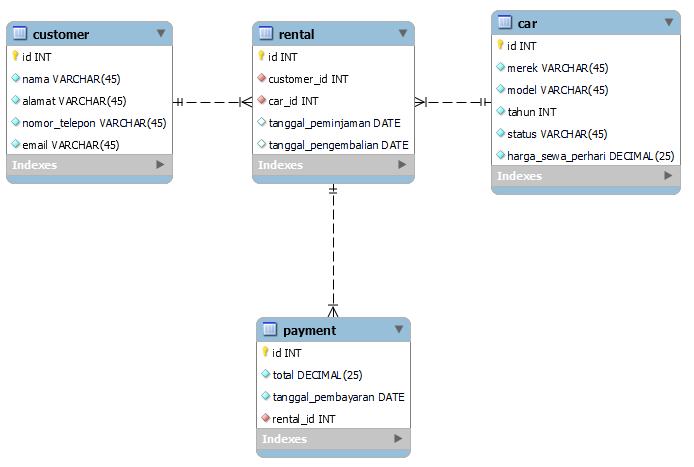 customer
id INT
nama VARCHAR(45)
alamat VARCHAR(45)
nomor_telepon VARCHAR(45)
email VARCHAR(45)
Indexes
rental
id INT
customer_id INT
car_id INT
tanggal_peminjaman DATE
tanggal_pengembalian DATE
Indexes
car
id INT
merek VARCHAR(45)
model VARCHAR(45)
tahun INT
status VARCHAR(45)
harga_sewa_perhari DECIMAL(25)
Indexes
payment
id INT
total DECIMAL(25)
tanggal_pembayaran DATE
rental_id INT
Indexes